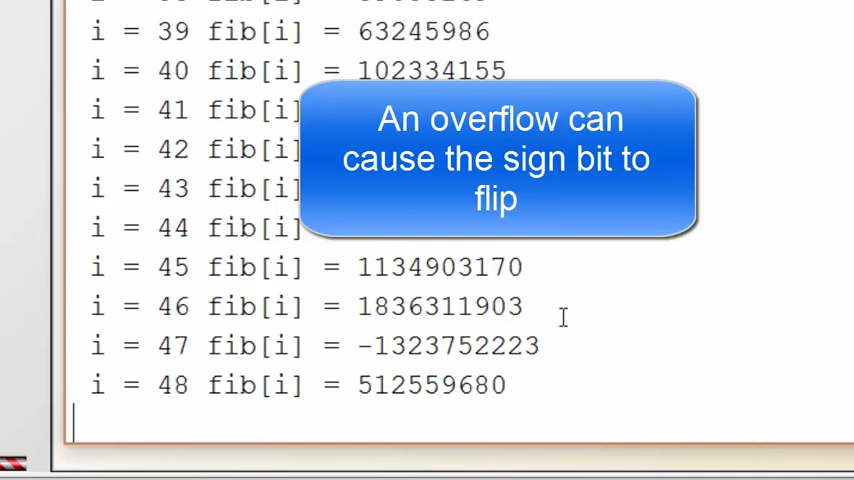 i = 39 fib[i] = 63245986
i = 40 fib[i] = 102334155
i = 41 fib[i]
i = 42 fib[i]
i = 43 fib[i]
i = 44 fib[i]
An overflow can
cause the sign bit to
flip
i = 45 fib[i] = 1134903170
i = 46 fib[i] = 1836311903
i = 47 fib[i] = -1323752223
i = 48 fib[i] = 512559680